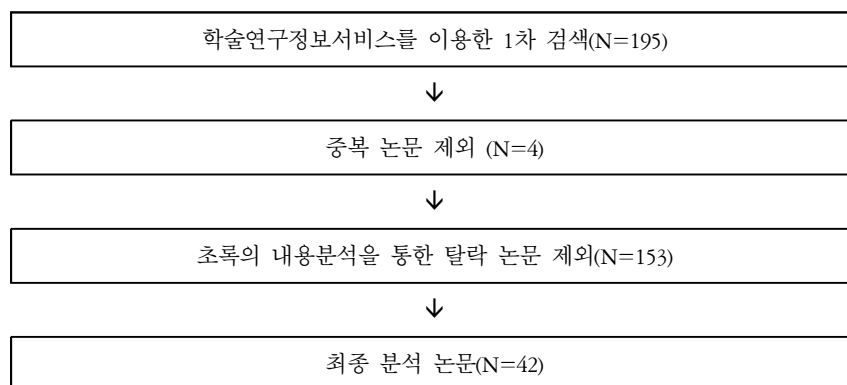 학술연구정보서비스를 이용한 1차 검색(N=195)
↓
중복 논문 제외 (N=4)
↓
초록의 내용분석을 통한 탈락 논문 제외(N=153)
↓
최종 분석 논문(N=42)